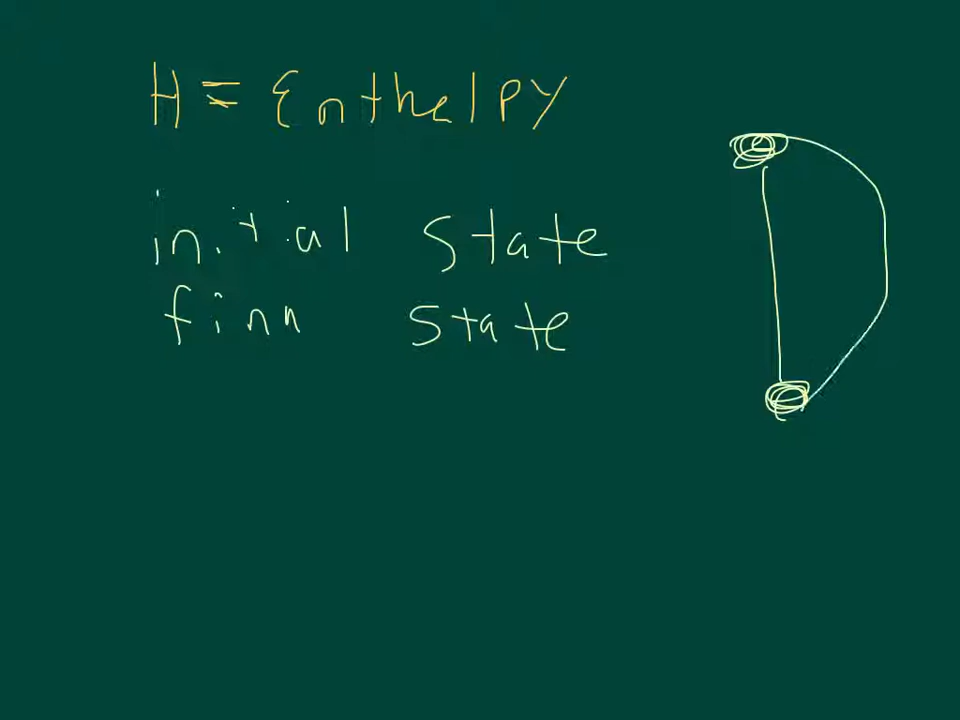 H = Enthalpy
initial state
finn state